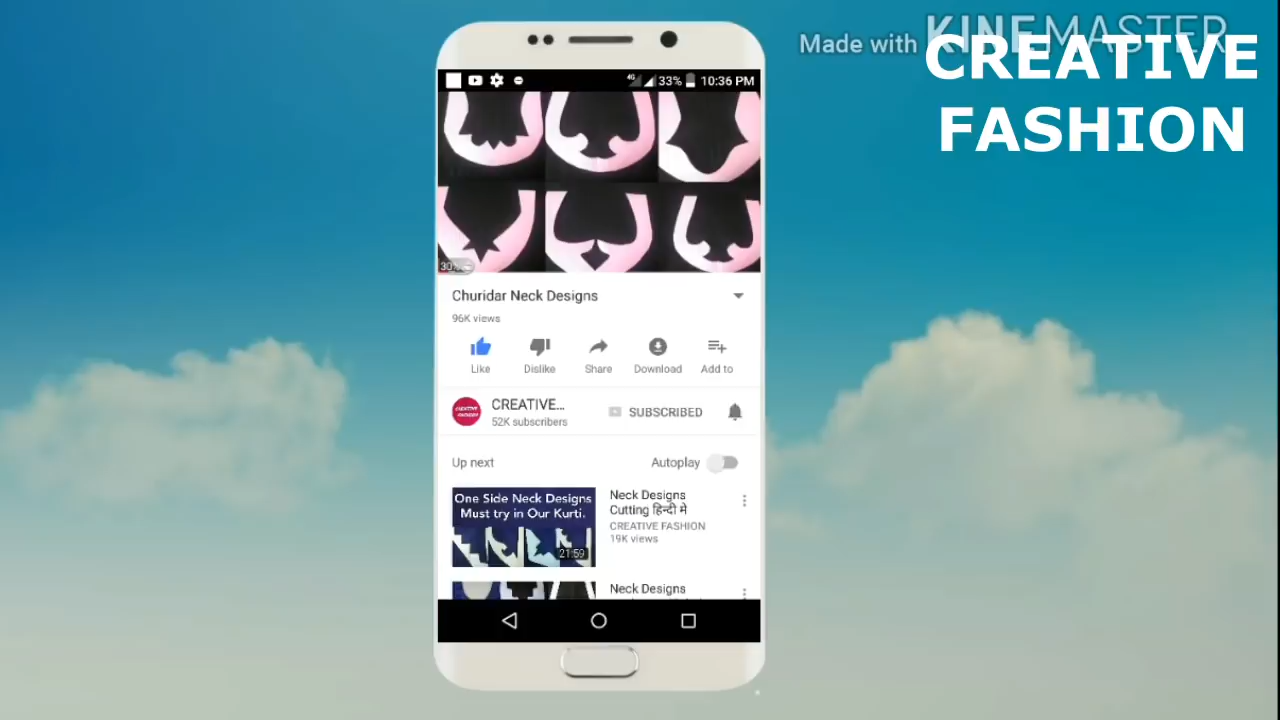 Made with KINEMASTER
CREATIVE
FASHION
4G 33% 10:36 PM
Churidar Neck Designs
96K views
Like Dislike Share Download Add to
CREATIVE...
52K subscribers
SUBSCRIBED
Up next
Autoplay
One Side Neck Designs
Must try in Our Kurti.
21:59
Neck Designs
Cutting हिन्दी मे
CREATIVE FASHION
19K views
Neck Designs